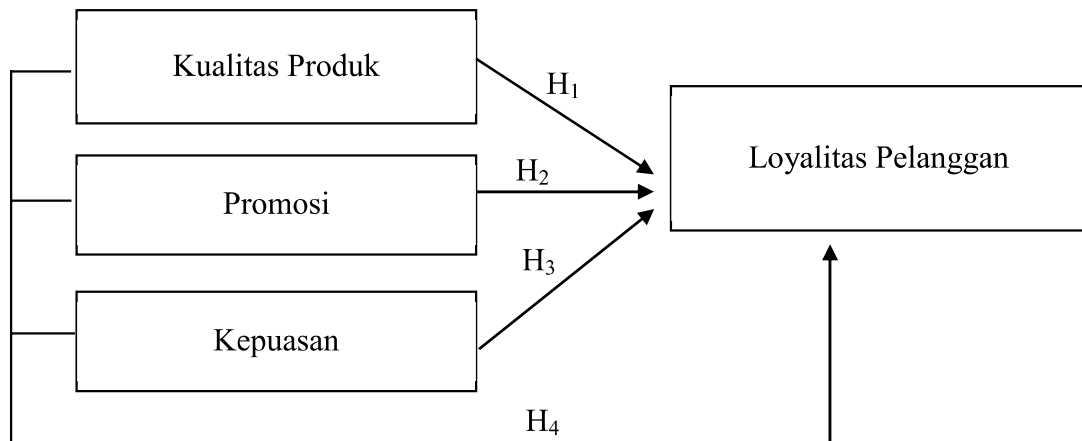 Kualitas Produk
H₁
Loyalitas Pelanggan
H₂
Promosi
H₃
Kepuasan
H₄